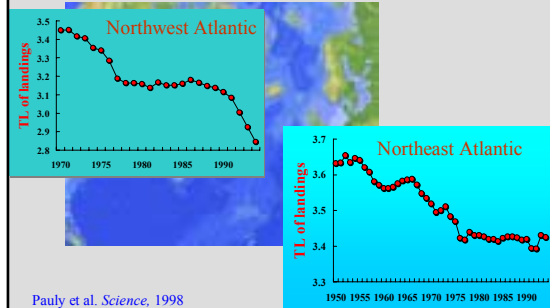 Northwest Atlantic
TL of landings
3.5
3.4
3.3
3.2
3.1
3.0
2.9
2.8
1970 1975 1980 1985 1990
Northeast Atlantic
TL of landings
3.7
3.6
3.5
3.4
3.3
1950 1955 1960 1965 1970 1975 1980 1985 1990
Pauly et al. Science, 1998